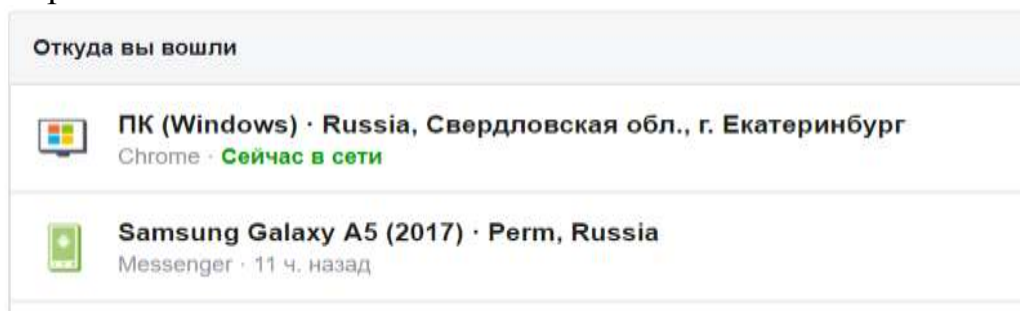 Откуда вы вошли
ПК (Windows) · Russia, Свердловская обл., г. Екатеринбург
Chrome · Сейчас в сети
Samsung Galaxy A5 (2017) · Perm, Russia
Messenger · 11 ч. назад